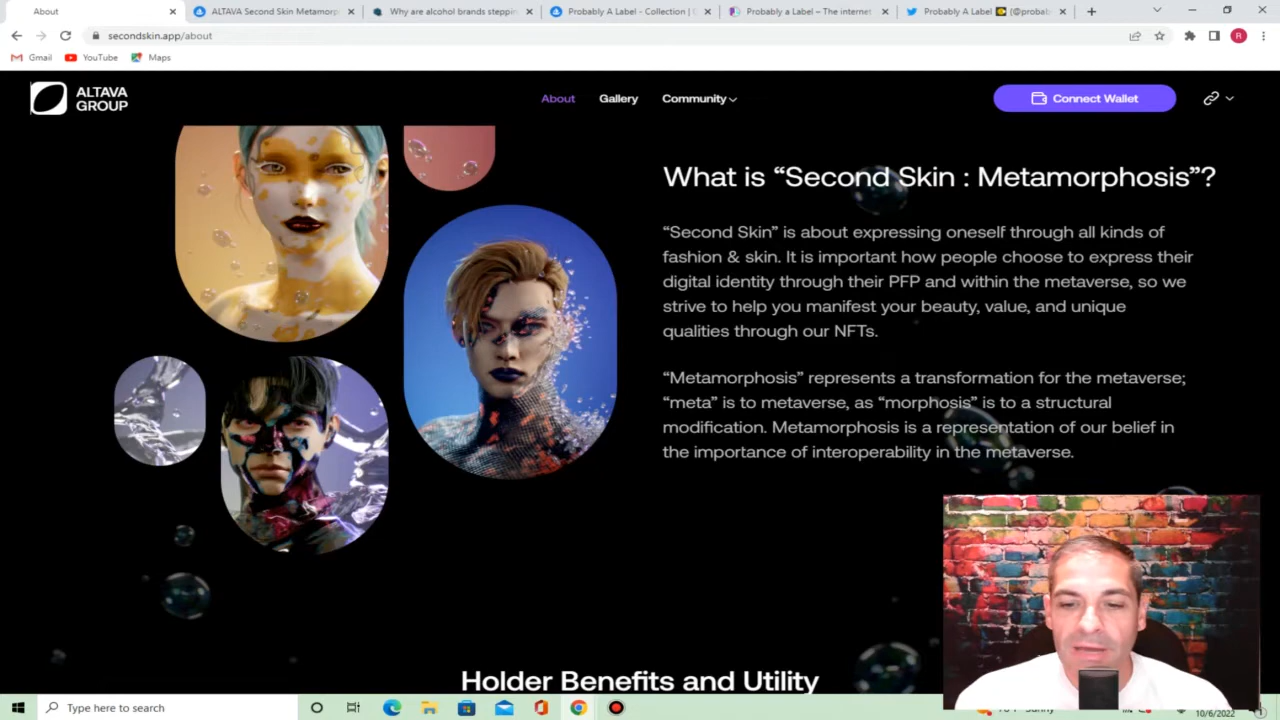 About
ALTAVA Second Skin Metamorp
Why are alcohol brands steppin
Probably A Label - Collection |
Probably a Label – The internet
Probably A Label (@probab
secondskin.app/about
R
Gmail
YouTube
Maps
ALTAVA
GROUP
About
Gallery
Community
Connect Wallet
What is “Second Skin : Metamorphosis”?
“Second Skin” is about expressing oneself through all kinds of
fashion & skin. It is important how people choose to express their
digital identity through their PFP and within the metaverse, so we
strive to help you manifest your beauty, value, and unique
qualities through our NFTs.
“Metamorphosis” represents a transformation for the metaverse;
“meta” is to metaverse, as “morphosis” is to a structural
modification. Metamorphosis is a representation of our belief in
the importance of interoperability in the metaverse.
Holder Benefits and Utility
Type here to search
10/6/2022